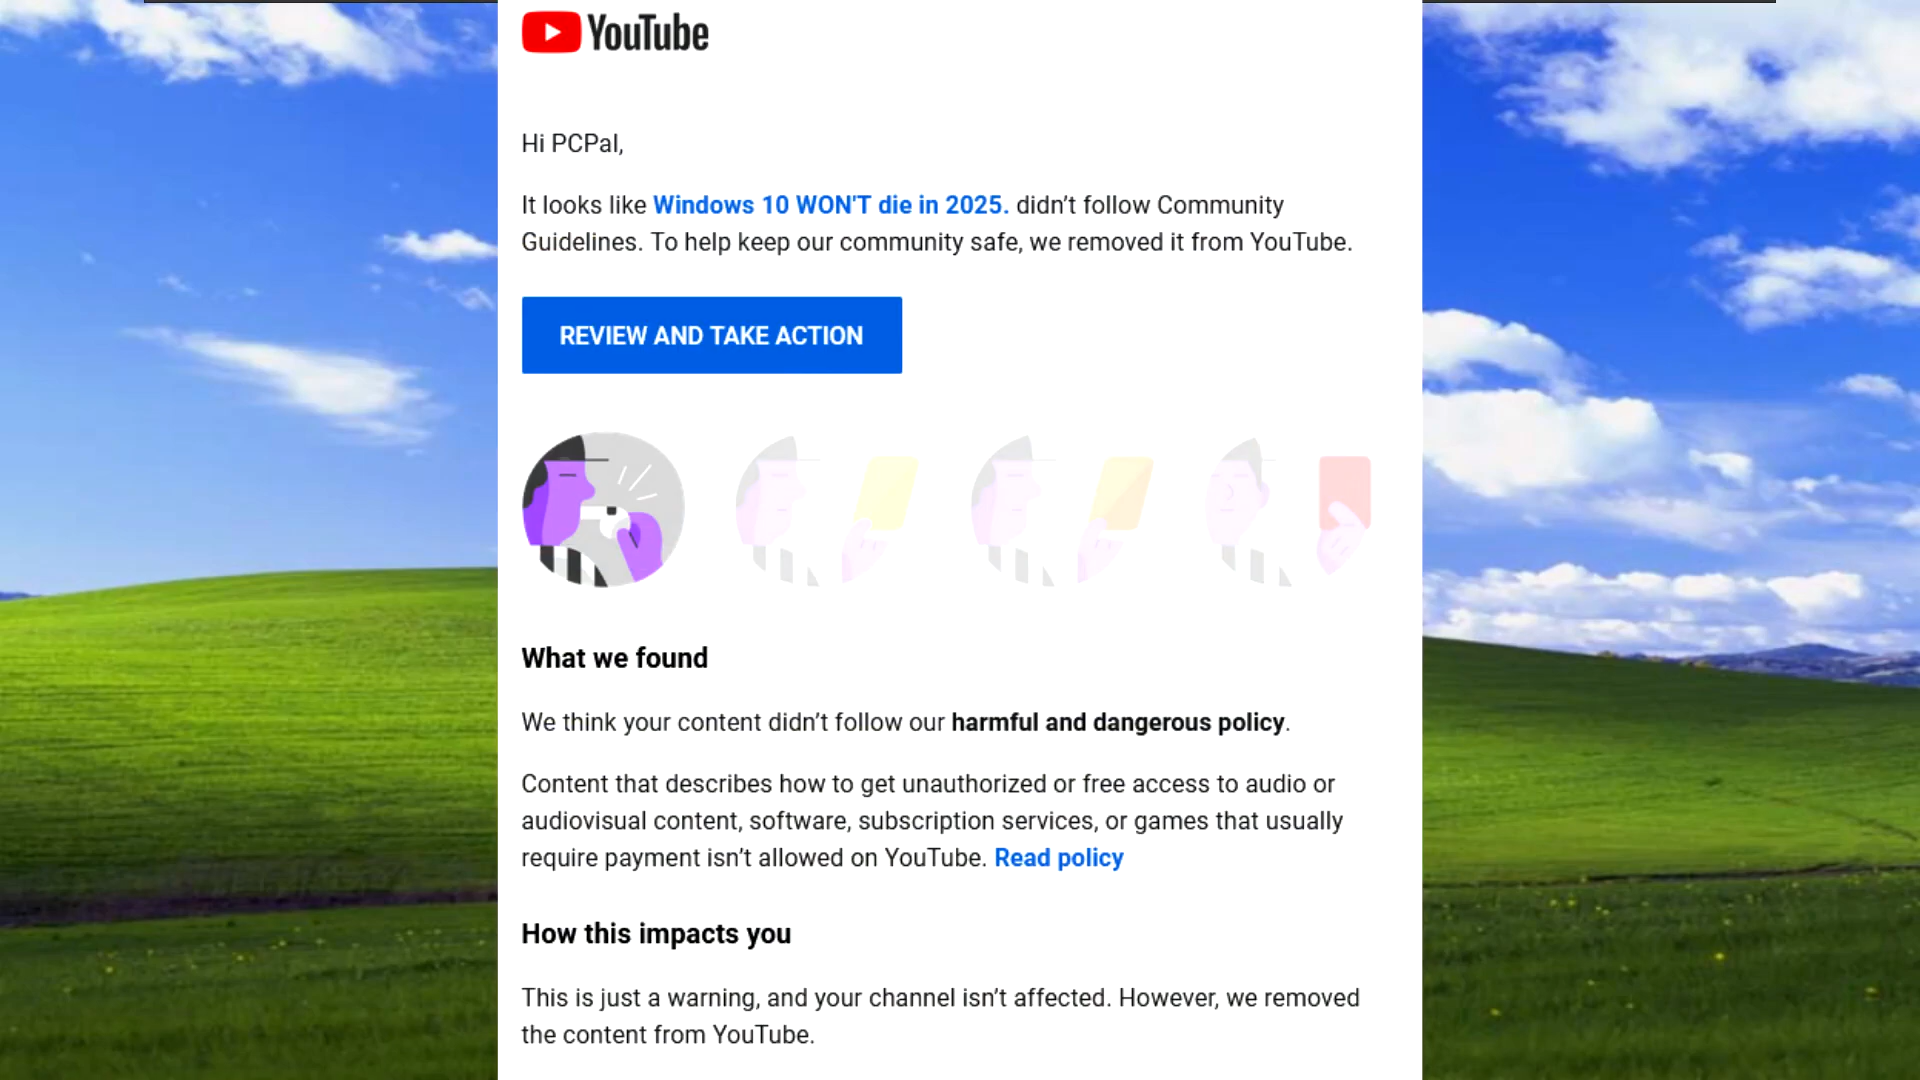 YouTube
Hi PCPal,
It looks like Windows 10 WON'T die in 2025. didn’t follow Community
Guidelines. To help keep our community safe, we removed it from YouTube.
REVIEW AND TAKE ACTION
What we found
We think your content didn’t follow our harmful and dangerous policy.
Content that describes how to get unauthorized or free access to audio or
audiovisual content, software, subscription services, or games that usually
require payment isn’t allowed on YouTube. Read policy
How this impacts you
This is just a warning, and your channel isn’t affected. However, we removed
the content from YouTube.